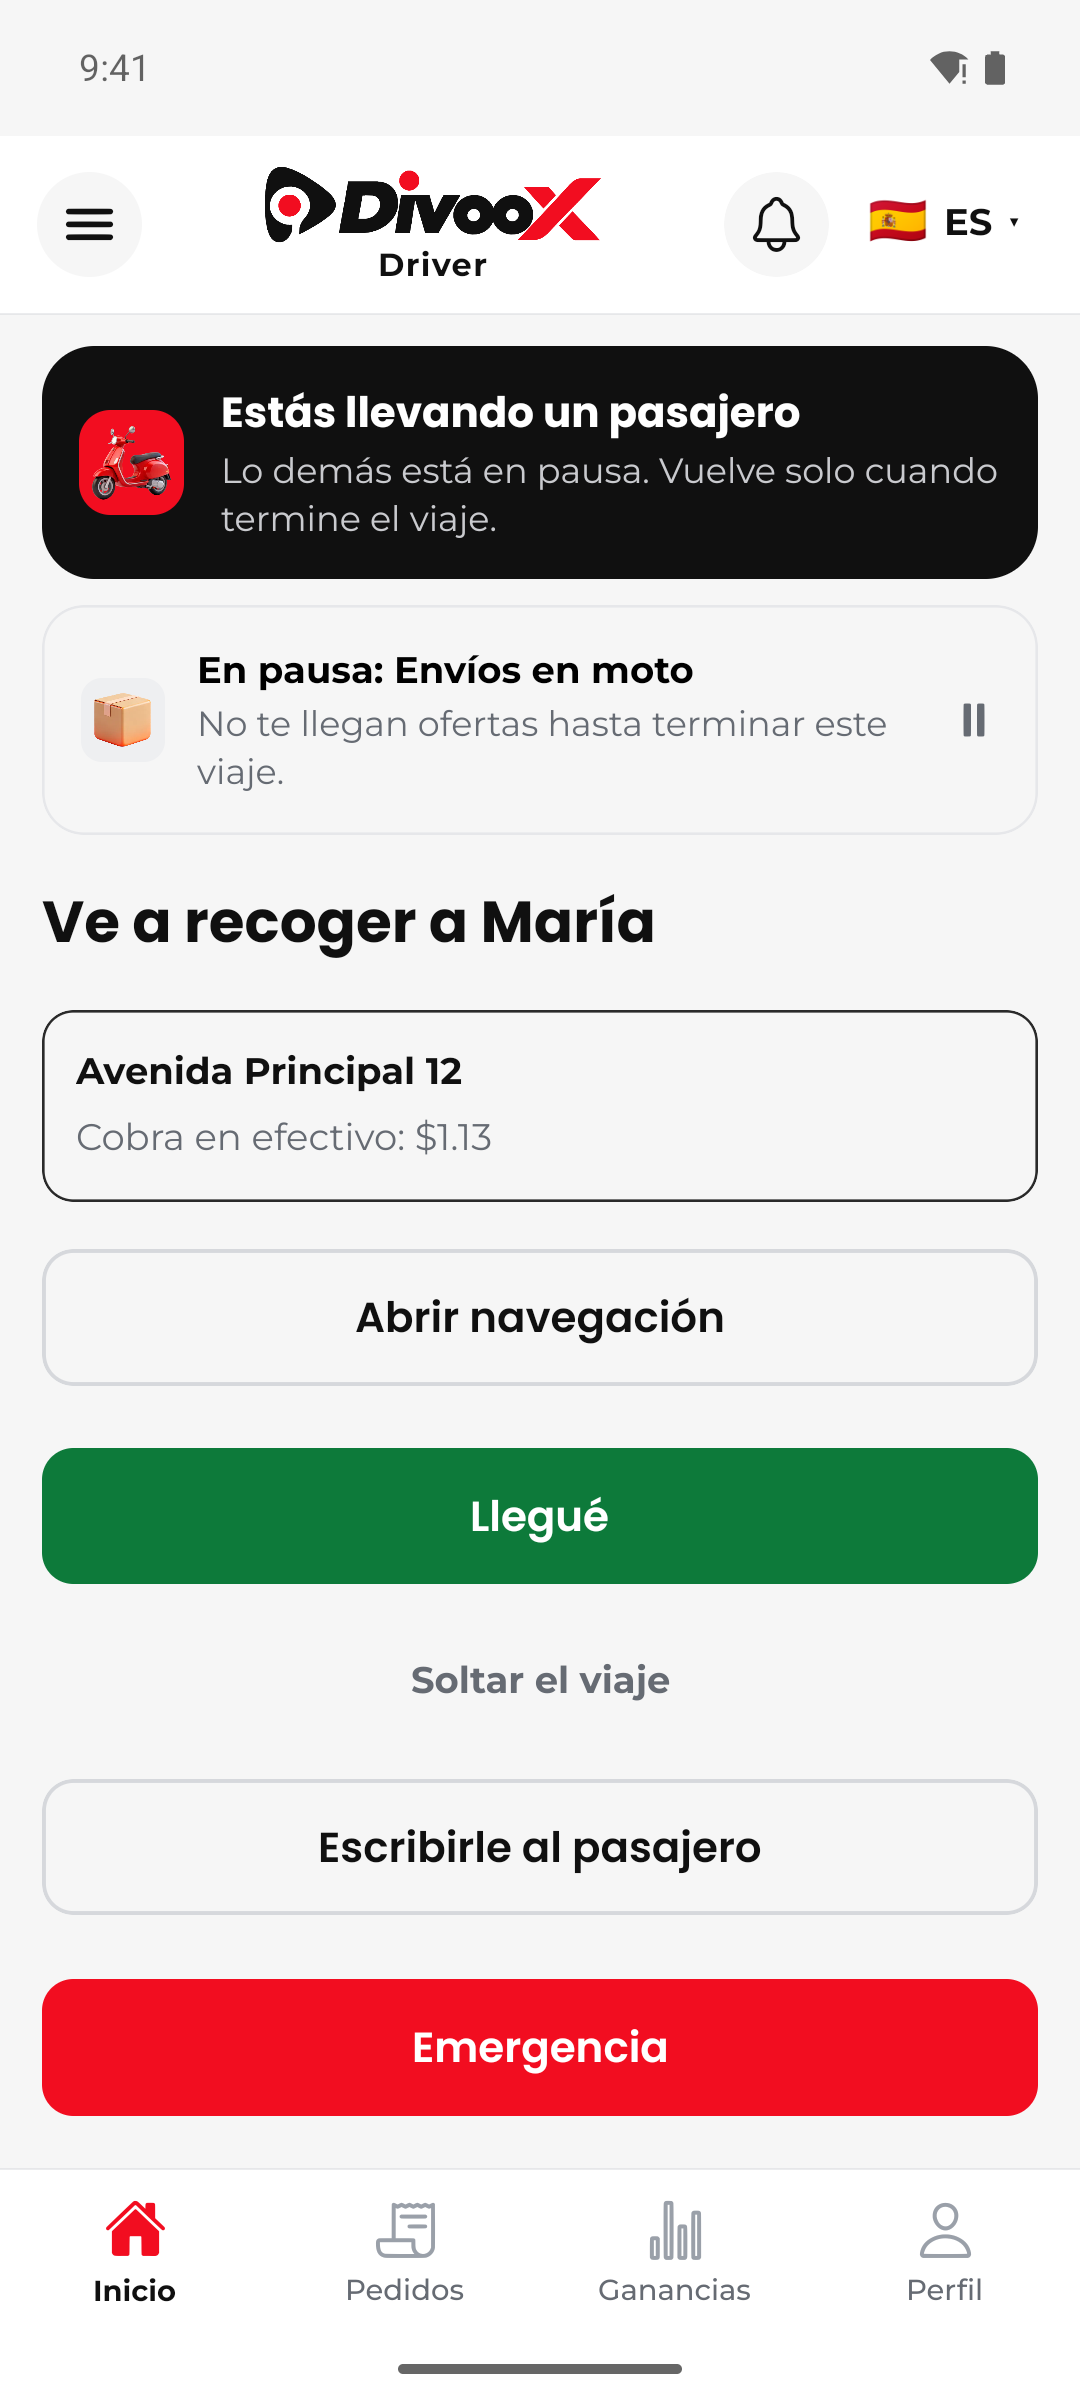 9:41
DivooX
Driver
ES
Estás llevando un pasajero
Lo demás está en pausa. Vuelve solo cuando
termine el viaje.
En pausa: Envíos en moto
No te llegan ofertas hasta terminar este
viaje.
Ve a recoger a María
Avenida Principal 12
Cobra en efectivo: $1.13
Abrir navegación
Llegué
Soltar el viaje
Escribirle al pasajero
Emergencia
Inicio
Pedidos
Ganancias
Perfil